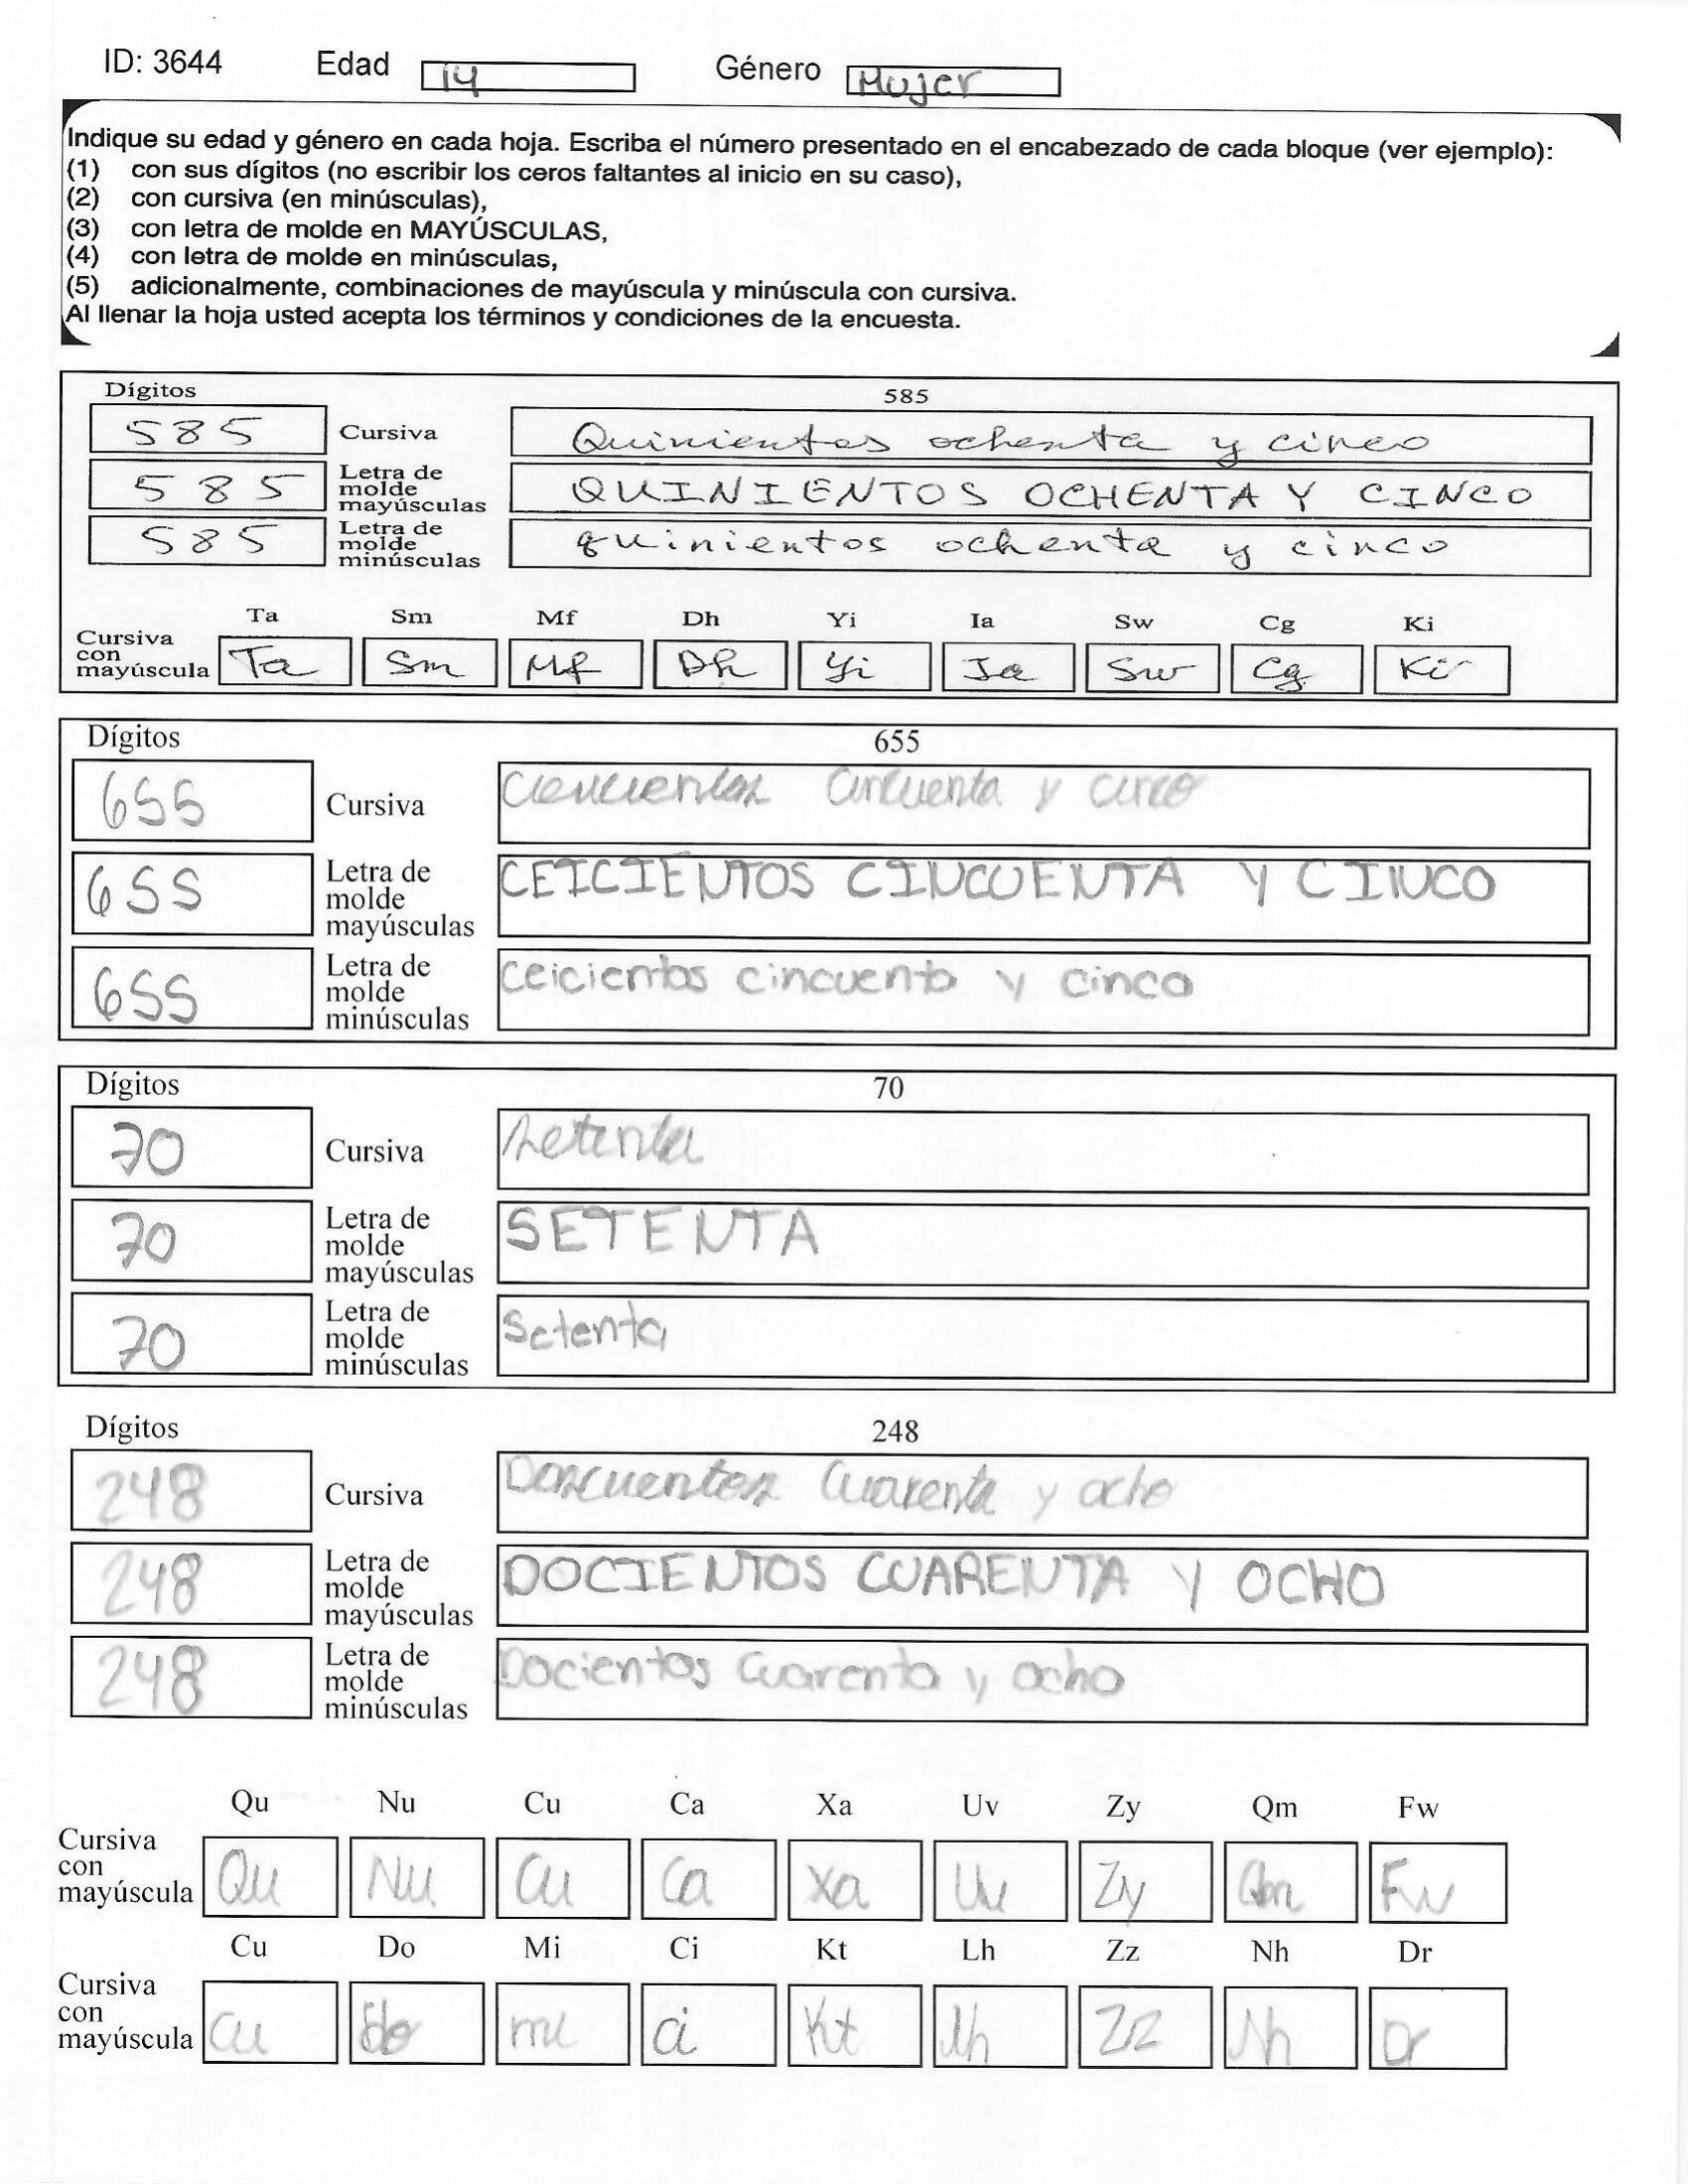 ID: 3644 Edad 14 Género Mujer
Indique su edad y género en cada hoja. Escriba el número presentado en el encabezado de cada bloque (ver ejemplo):
(1) con sus dígitos (no escribir los ceros faltantes al inicio en su caso),
(2) con cursiva (en minúsculas),
(3) con letra de molde en MAYÚSCULAS,
(4) con letra de molde en minúsculas,
(5) adicionalmente, combinaciones de mayúscula y minúscula con cursiva.
Al llenar la hoja usted acepta los términos y condiciones de la encuesta.
Dígitos 585
585 Cursiva Quinientos ochenta y cinco
585 Letra de molde mayúsculas QUINIENTOS OCHENTA Y CINCO
585 Letra de molde minúsculas quinientos ochenta y cinco
Ta Sm Mf Dh Yi Ia Sw Cg Ki
Cursiva con mayúscula Ta Sm Mf Dh Yi Ia Sw Cg Ki
Dígitos 655
655 Cursiva cincuenta y cinco
655 Letra de molde mayúsculas CEICIENTOS CINCUENTA Y CINCO
655 Letra de molde minúsculas ceicientos cincuenta y cinco
Dígitos 70
70 Cursiva setenta
70 Letra de molde mayúsculas SETENTA
70 Letra de molde minúsculas Setenta
Dígitos 248
248 Cursiva cuarenta y ocho
248 Letra de molde mayúsculas DOCIENTOS CUARENTA Y OCHO
248 Letra de molde minúsculas Docientos cuarenta y ocho
Qu Nu Cu Ca Xa Uv Zy Qm Fw
Cursiva con mayúscula Qu Nu Cu Ca Xa Uv Zy Qm Fw
Cu Do Mi Ci Kt Lh Zz Nh Dr
Cursiva con mayúscula Cu do mi ci Kt lh Zz Nh Dr